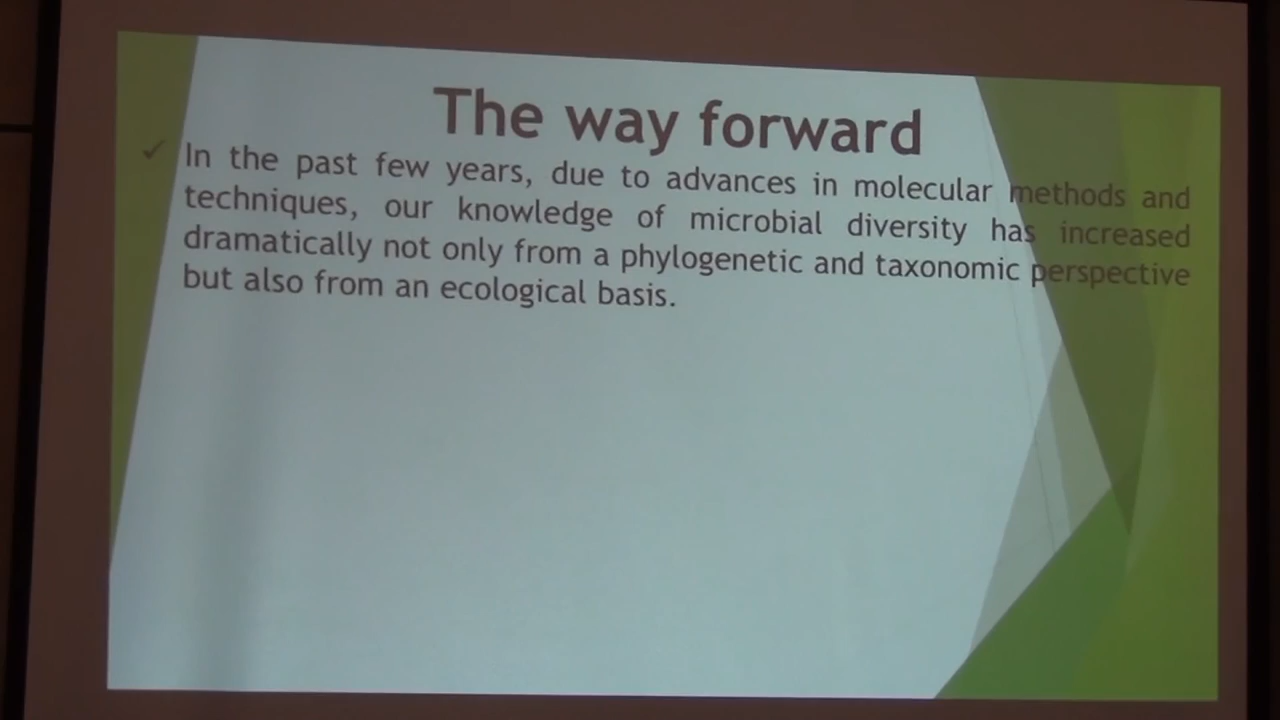 The way forward
✓ In the past few years, due to advances in molecular methods and
techniques, our knowledge of microbial diversity has increased
dramatically not only from a phylogenetic and taxonomic perspective
but also from an ecological basis.